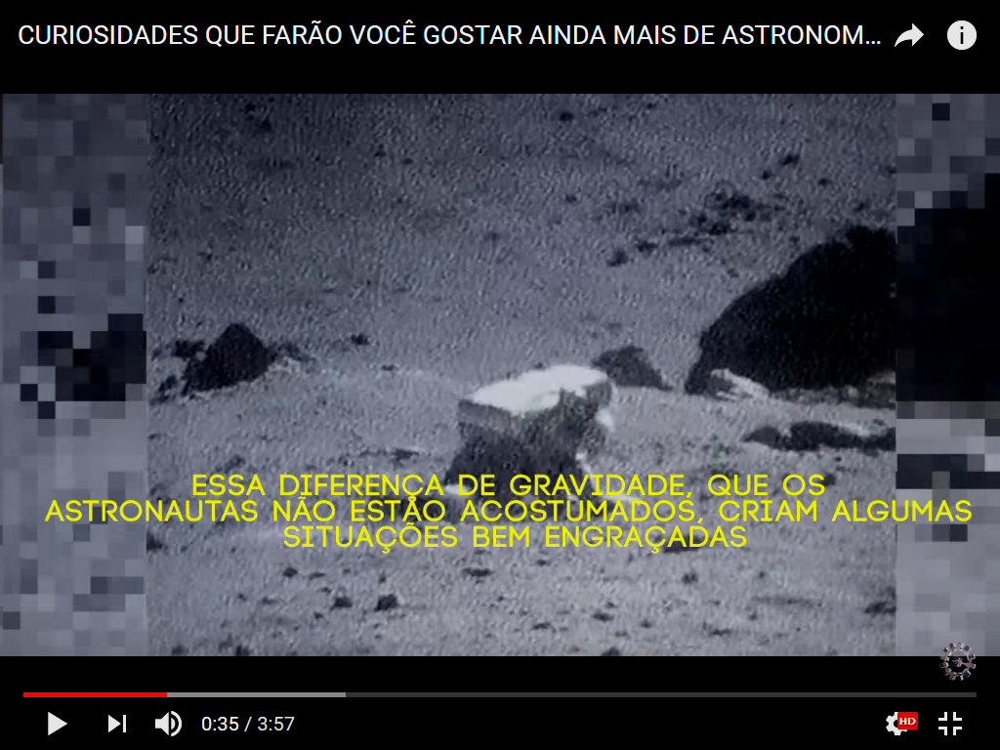 CURIOSIDADES QUE FARÃO VOCÊ GOSTAR AINDA MAIS DE ASTRONOM...
ESSA DIFERENÇA DE GRAVIDADE, QUE OS
ASTRONAUTAS NÃO ESTÃO ACOSTUMADOS, CRIAM ALGUMAS
SITUAÇÕES BEM ENGRAÇADAS
0:35 / 3:57
HD